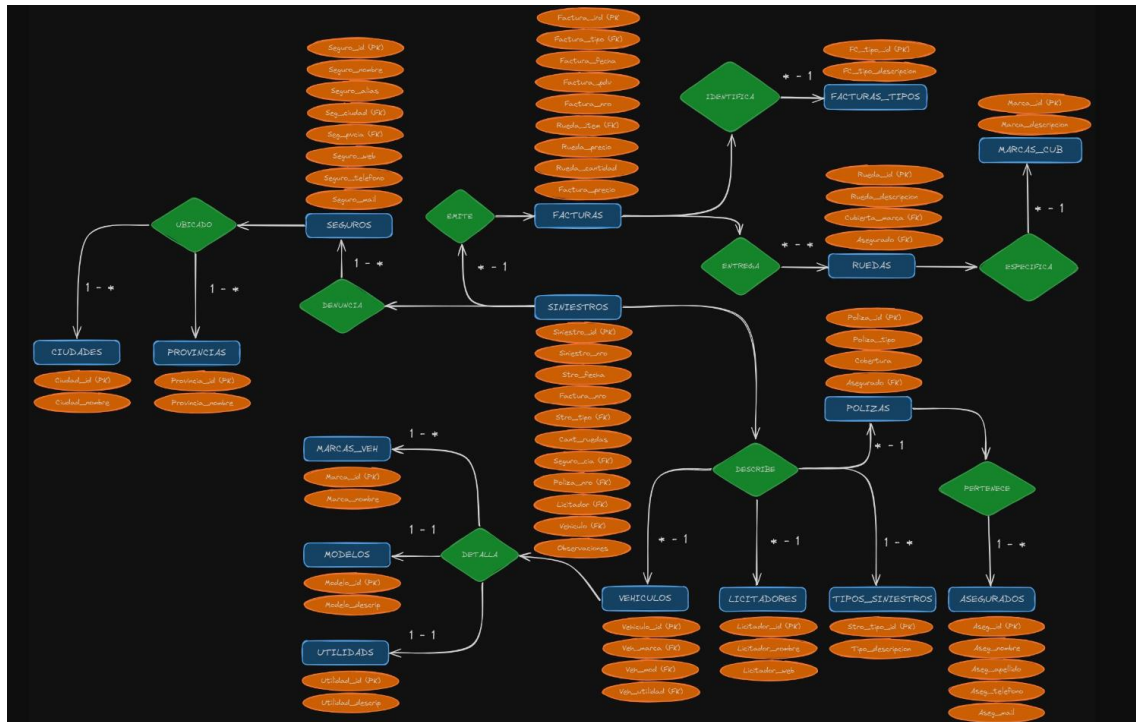 Factura_ind (PK
Factura_tipo (FK)
Factura_fecha
Factura_pdv
Factura_nro
Rueda_item (FK)
Rueda_precio
Rueda_cantidad
Factura_precio
FACTURAS
Seguro_id (PK)
Seguro_nombre
Seguro_alias
Seg_ciudad (FK)
Seg_pvcia (FK)
Seguro_web
Seguro_telefono
Seguro_mail
SEGUROS
FC_tipo_id (PK)
FC_tipo_descripcion
FACTURAS_TIPOS
IDENTIFICA
* - 1
Marca_id (PK)
Marca_descripcion
MARCAS_CUB
* - 1
Rueda_id (PK)
Rueda_descripcion
Cubierta_marca (FK)
Asegurado (FK)
RUEDAS
ESPECIFICA
UBICADO
EMITE
ENTREGA
* - *
1 - *
* - 1
1 - *
1 - *
DENUNCIA
SINIESTROS
Siniestro_id (PK)
Siniestro_nro
Stro_fecha
Factura_nro
Stro_tipo (FK)
Cant_ruedas
Seguro_cia (FK)
Poliza_nro (FK)
Licitador (FK)
Vehiculo (FK)
Observaciones
CIUDADES
Ciudad_id (PK)
Ciudad_nombre
PROVINCIAS
Provincia_id (PK)
Provincia_nombre
Poliza_id (PK)
Poliza_tipo
Cobertura
Asegurado (FK)
POLIZAS
* - 1
MARCAS_VEH
1 - *
Marca_id (PK)
Marca_nombre
DESCRIBE
PERTENECE
1 - 1
MODELOS
DETALLA
Modelo_id (PK)
Modelo_descrip
* - 1
* - 1
* - 1
1 - *
1 - 1
UTILIDADS
Utilidad_id (PK)
Utilidad_descrip
VEHICULOS
Vehiculo_id (PK)
Veh_marca (FK)
Veh_mod (FK)
Veh_utilidad (FK)
LICITADORES
Licitador_id (PK)
Licitador_nombre
Licitador_web
TIPOS_SINIESTROS
Stro_tipo_id (PK)
Tipo_descripcion
ASEGURADOS
Aseg_id (PK)
Aseg_nombre
Aseg_apellido
Aseg_telefono
Aseg_mail